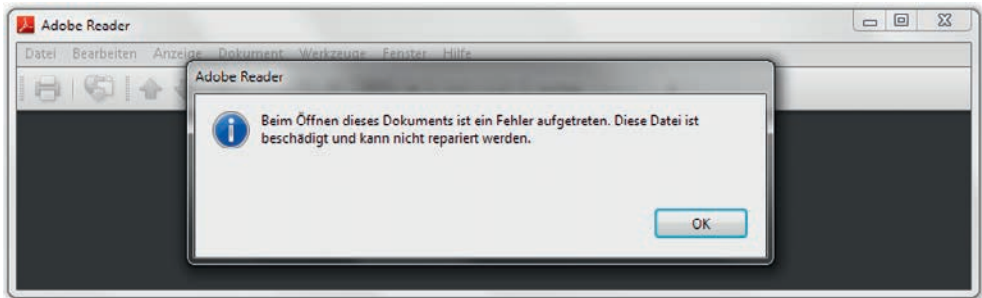 Adobe Reader
Datei Bearbeiten Anzeige Dokument Werkzeuge Fenster Hilfe
Adobe Reader
Beim Öffnen dieses Dokuments ist ein Fehler aufgetreten. Diese Datei ist
beschädigt und kann nicht repariert werden.
OK